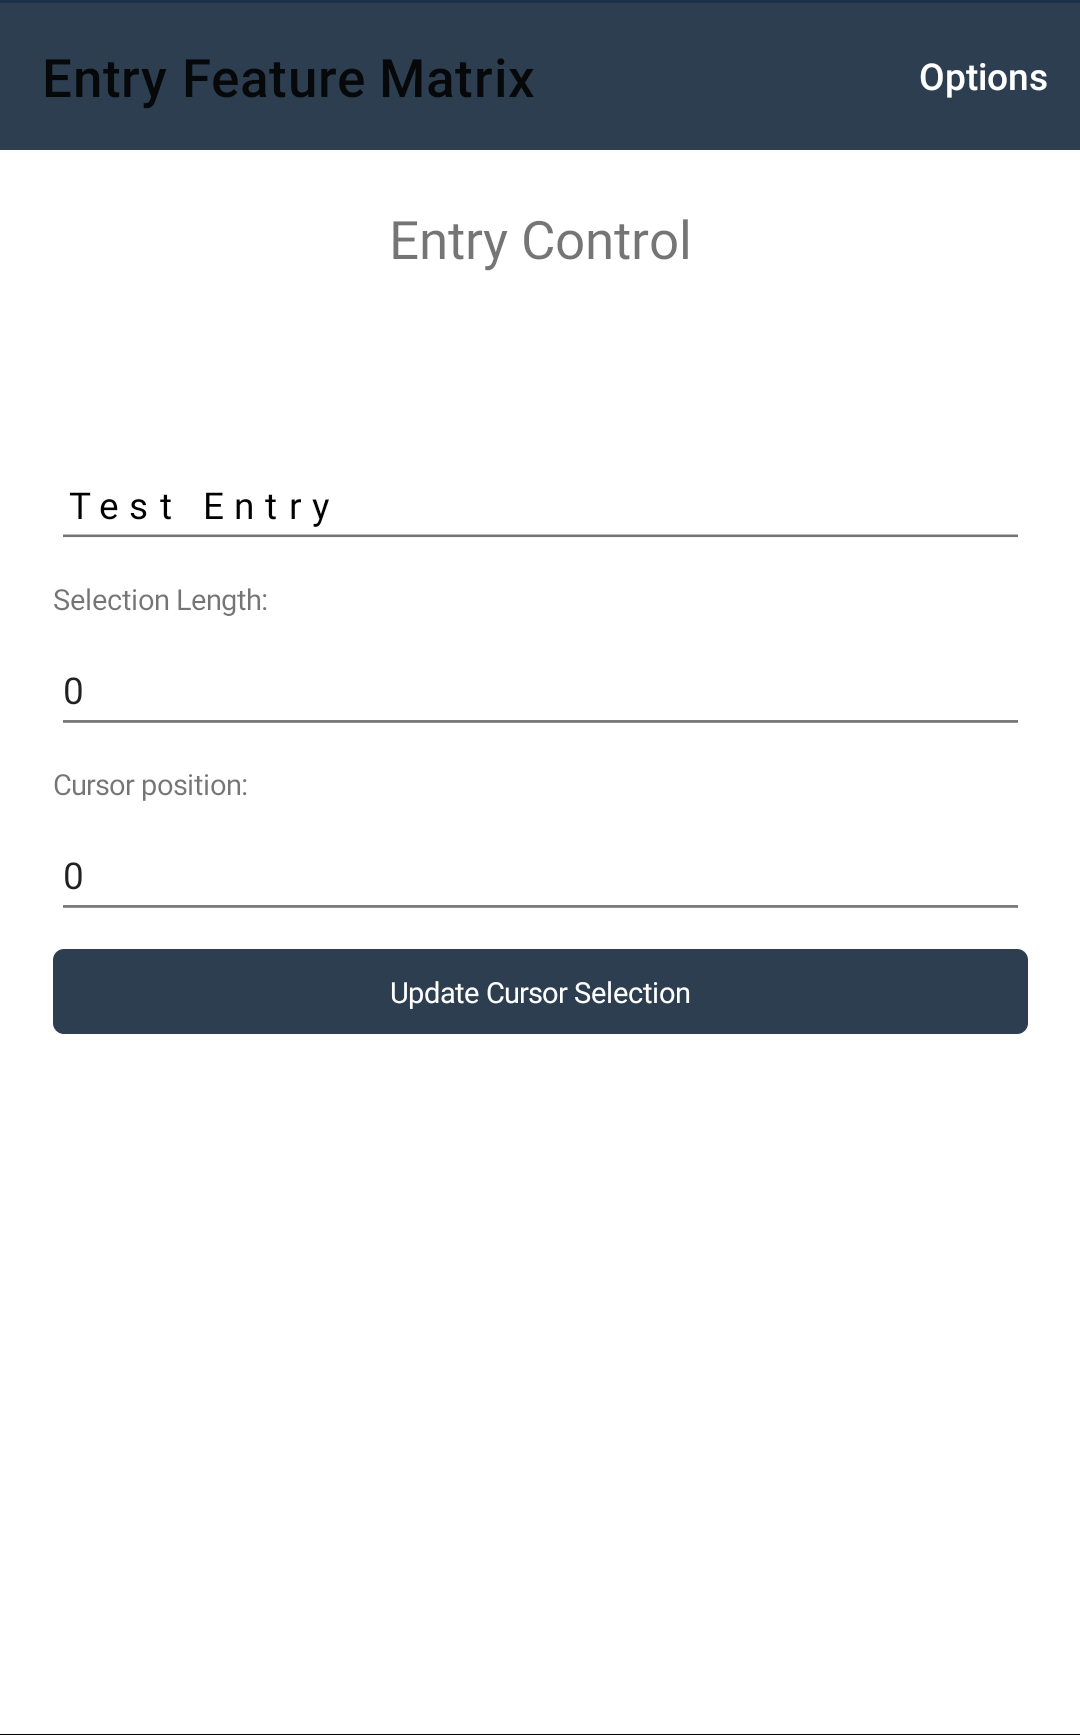 Entry Feature Matrix
Options
Entry Control
Test Entry
Selection Length:
0
Cursor position:
0
Update Cursor Selection